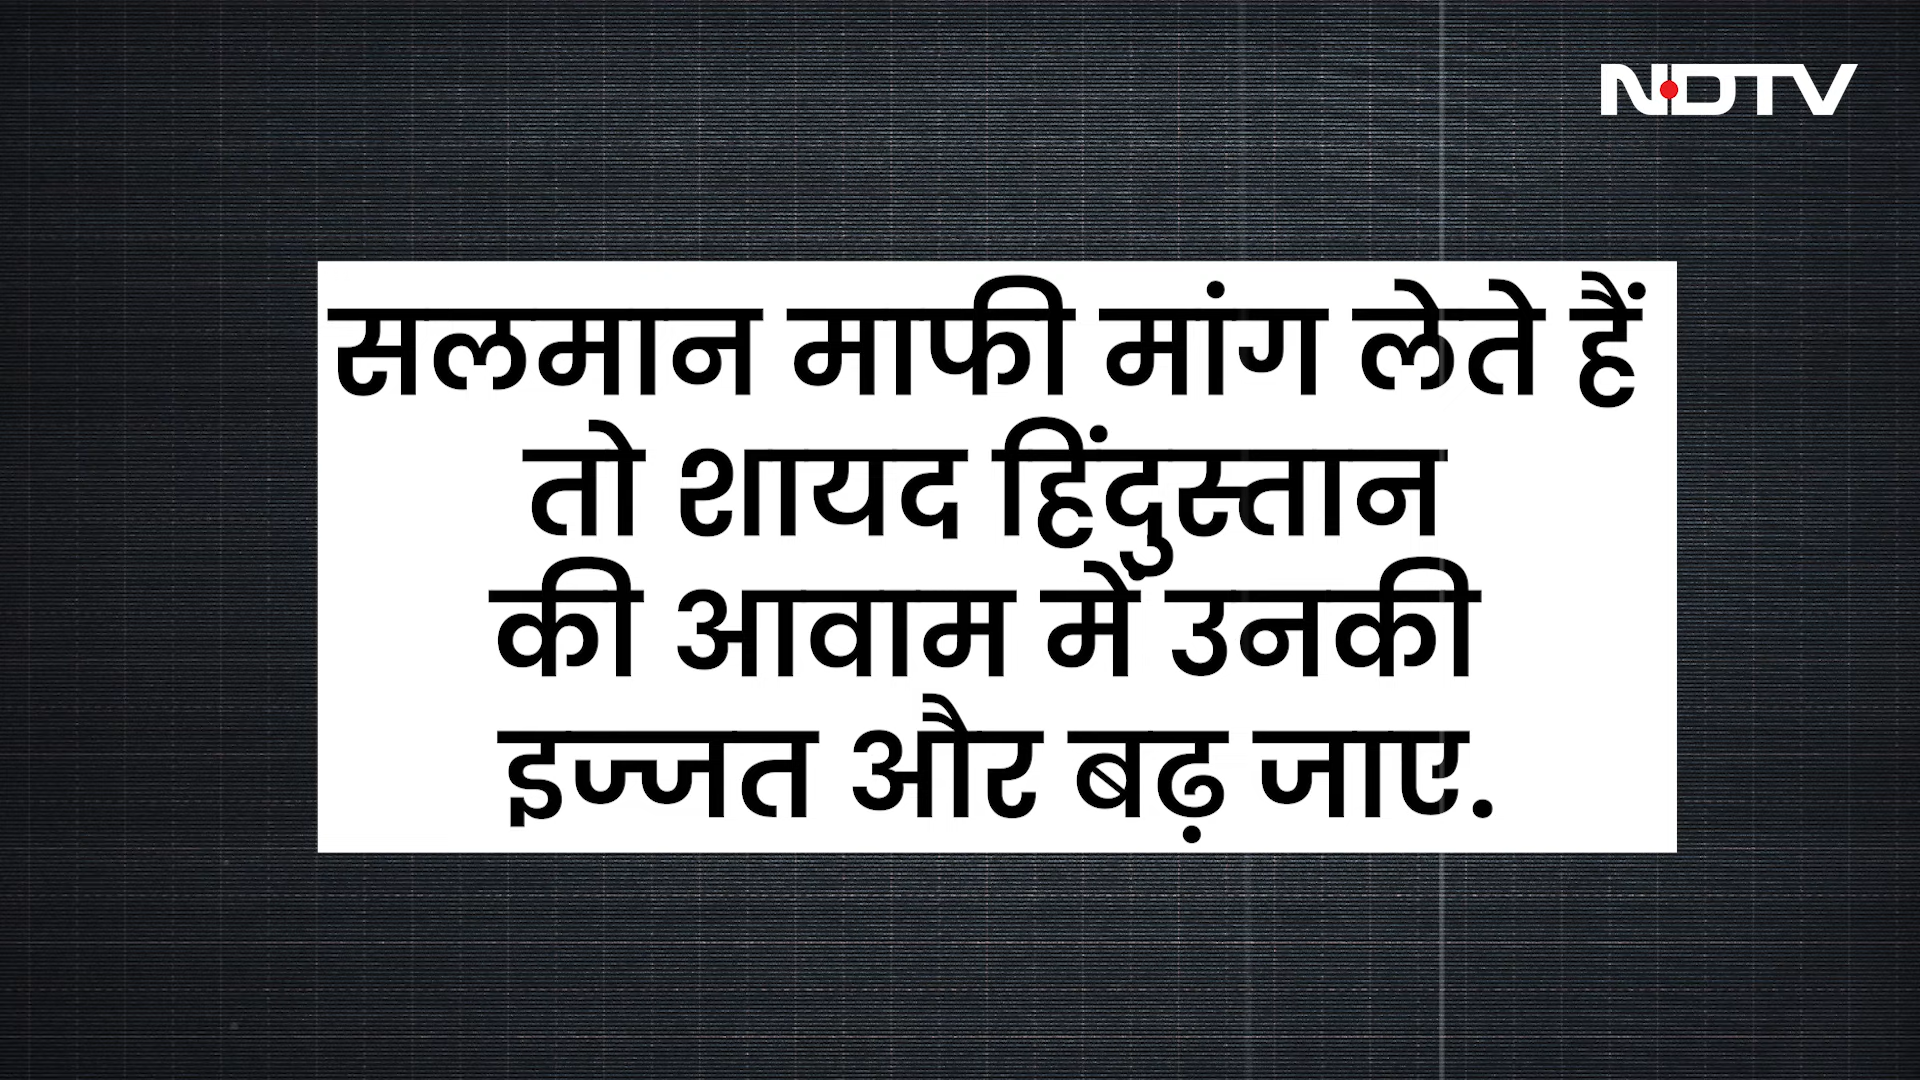 NDTV
सलमान माफी मांग लेते हैं
तो शायद हिंदुस्तान
की आवाम में उनकी
इज्जत और बढ़ जाए.